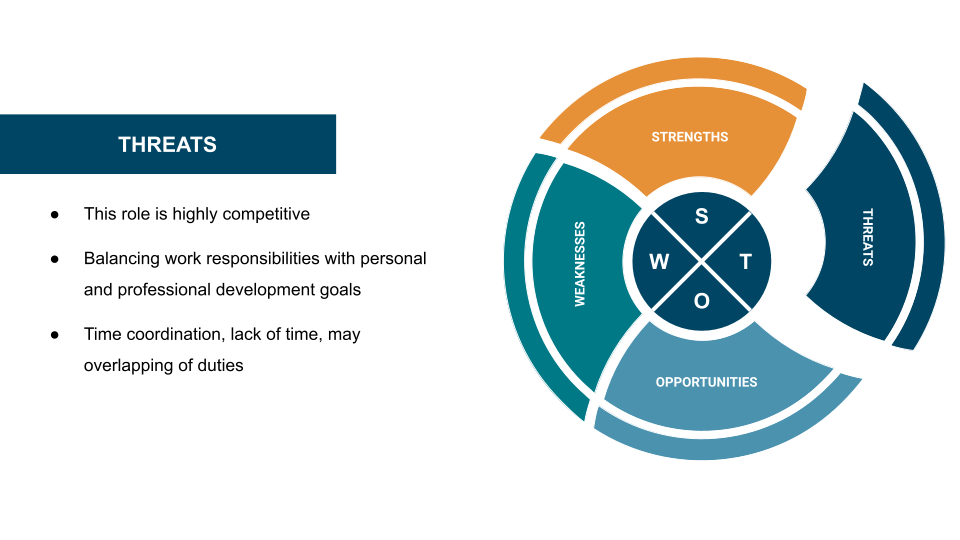 THREATS
● This role is highly competitive
● Balancing work responsibilities with personal
and professional development goals
● Time coordination, lack of time, may
overlapping of duties
STRENGTHS
WEAKNESSES
THREATS
OPPORTUNITIES
S
W
T
O